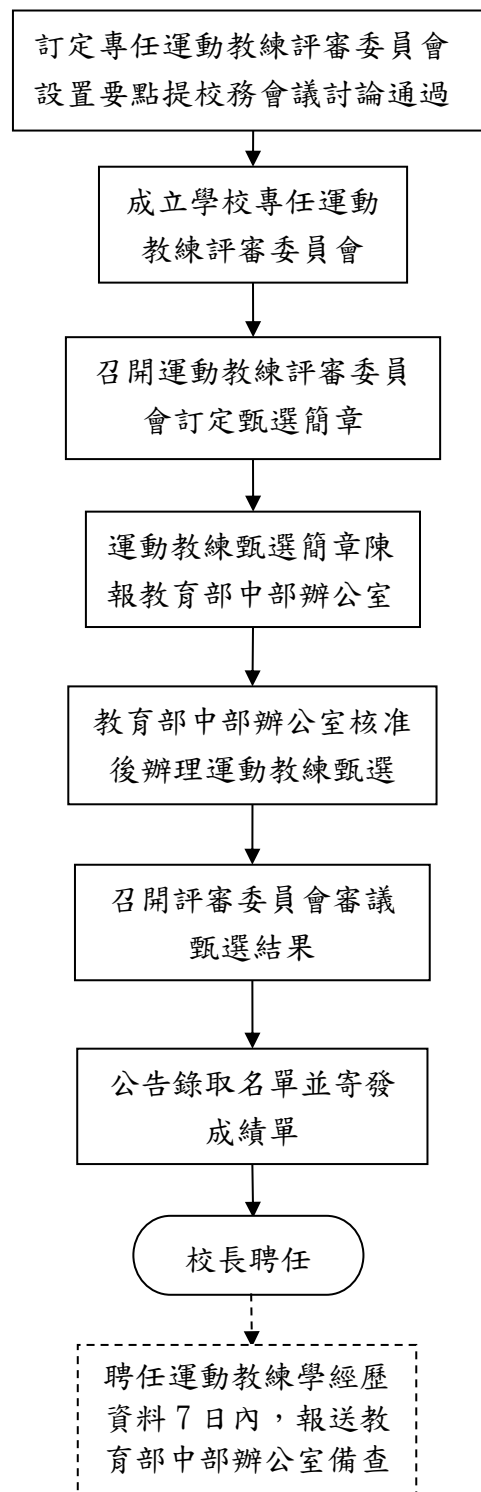 訂定專任運動教練評審委員會
設置要點提校務會議討論通過
成立學校專任運動
教練評審委員會
召開運動教練評審委員
會訂定甄選簡章
運動教練甄選簡章陳
報教育部中部辦公室
教育部中部辦公室核准
後辦理運動教練甄選
召開評審委員會審議
甄選結果
公告錄取名單並寄發
成績單
校長聘任
聘任運動教練學經歷
資料7日內，報送教
育部中部辦公室備查